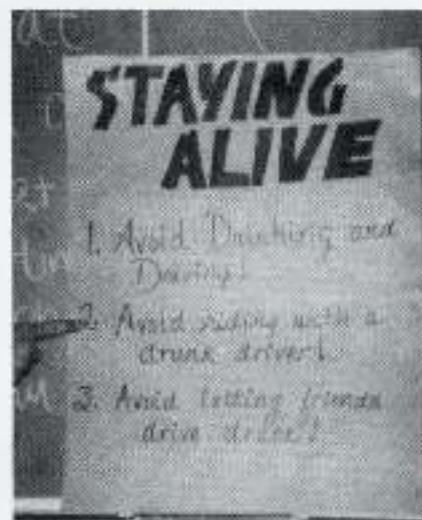 at
STAYING
ALIVE
1. Avoid Drinking and
Driving!
2. Avoid riding with a
drunk driver!
3. Avoid letting friends
drive drunk!